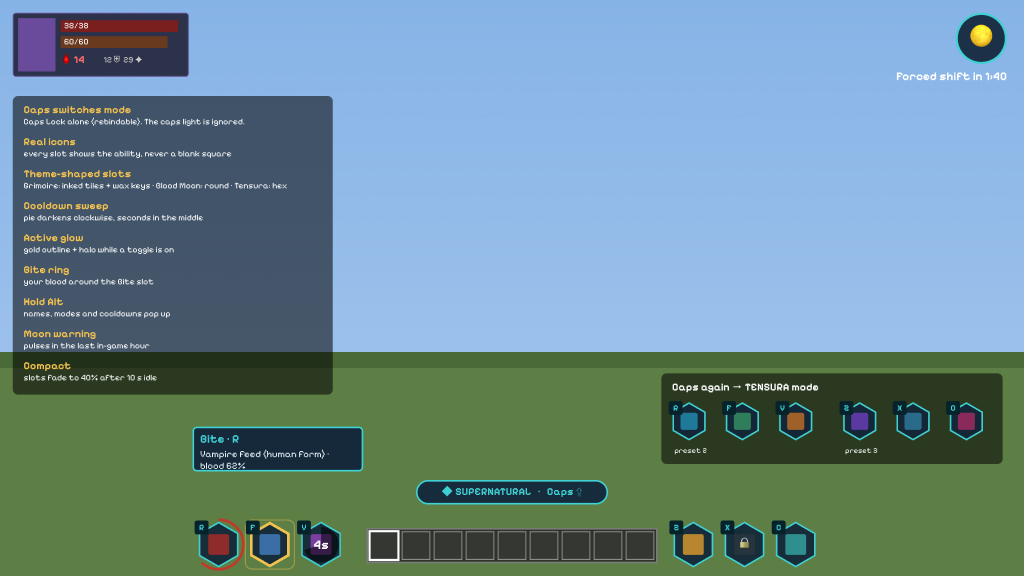 38/38
60/60
14 12 29
Forced shift in 1:40
Caps switches mode
Caps Lock alone (rebindable). The caps light is ignored.
Real icons
every slot shows the ability, never a blank square
Theme-shaped slots
Grimoire: inked tiles + wax keys · Blood Moon: round · Tensura: hex
Cooldown sweep
pie darkens clockwise, seconds in the middle
Active glow
gold outline + halo while a toggle is on
Bite ring
your blood around the Bite slot
Hold Alt
names, modes and cooldowns pop up
Moon warning
pulses in the last in-game hour
Compact
slots fade to 40% after 10 s idle
Caps again → TENSURA mode
R F V Z X C
preset 2 preset 3
Bite · R
Vampire Feed (human form) ·
blood 62%
◆ SUPERNATURAL · Caps ⇪
R F V Z X C
4s